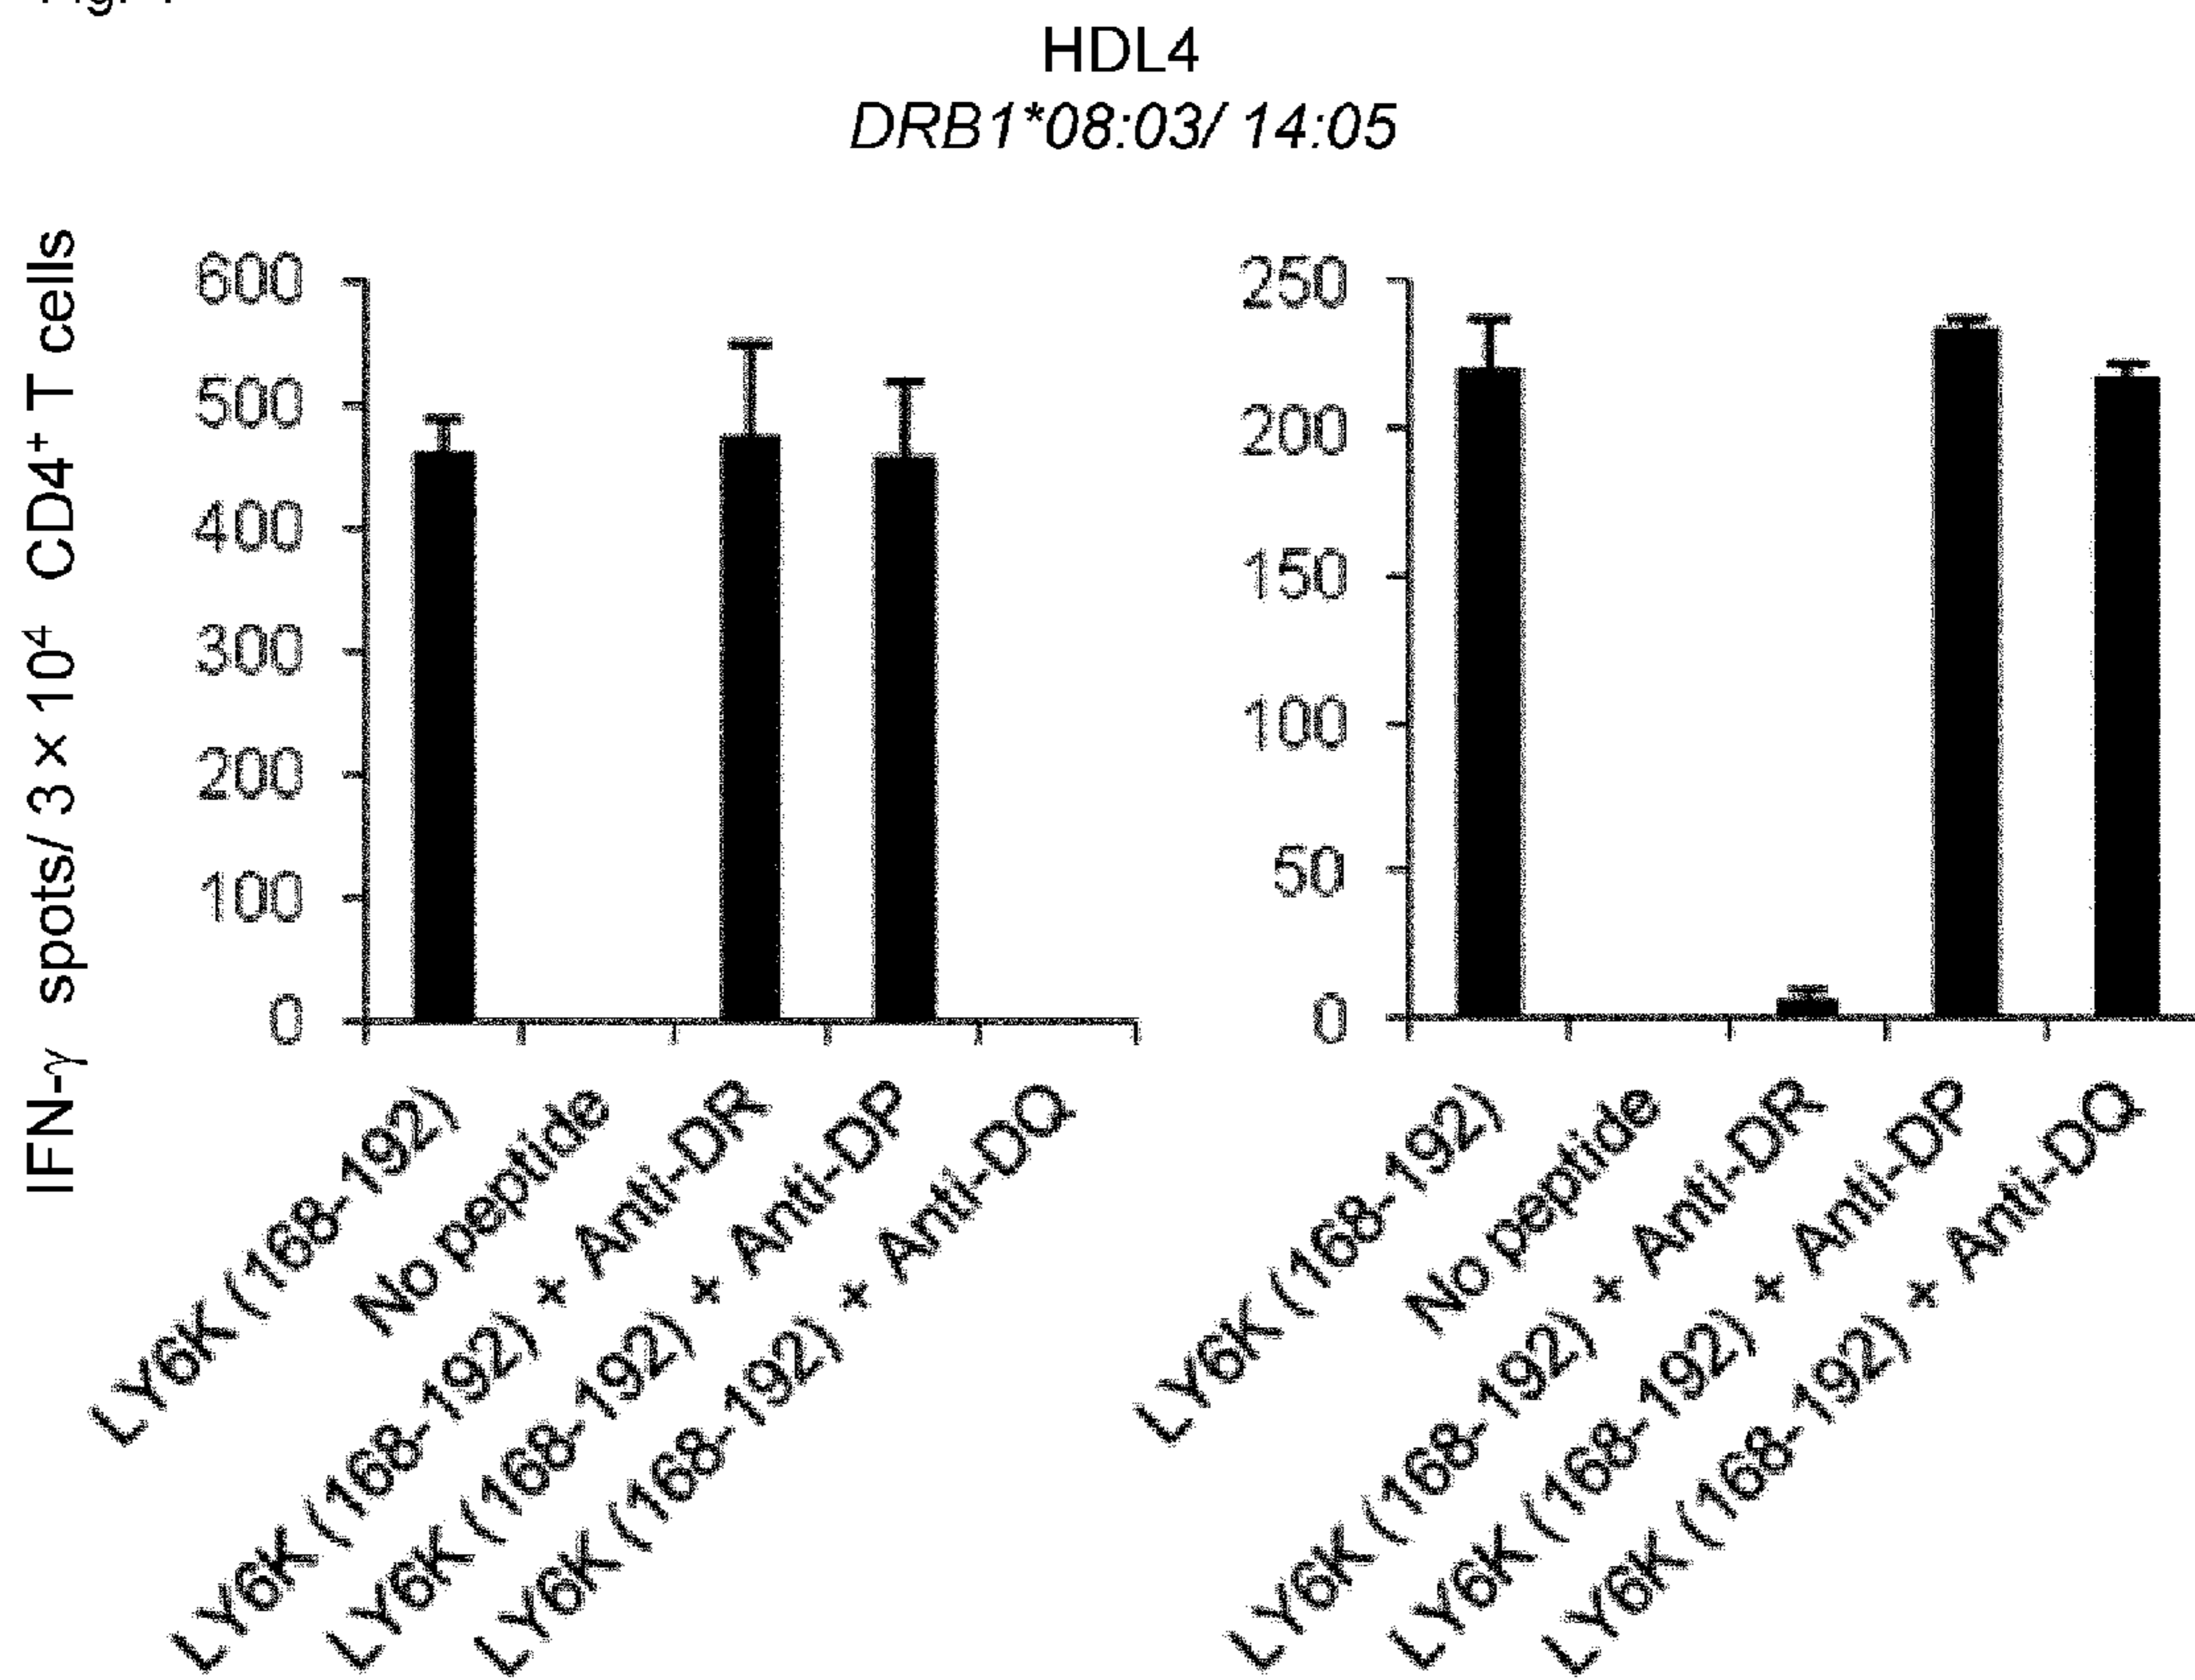 HDL4
DRB1*08:03/ 14:05
IFN-γ spots/ 3 × 10⁴ CD4⁺ T cells
600
500
400
300
200
100
0
LY6K (168-192)
No peptide
LY6K (168-192) + Anti-DR
LY6K (168-192) + Anti-DP
LY6K (168-192) + Anti-DQ
250
200
150
100
50
0
LY6K (168-192)
No peptide
LY6K (168-192) + Anti-DR
LY6K (168-192) + Anti-DP
LY6K (168-192) + Anti-DQ